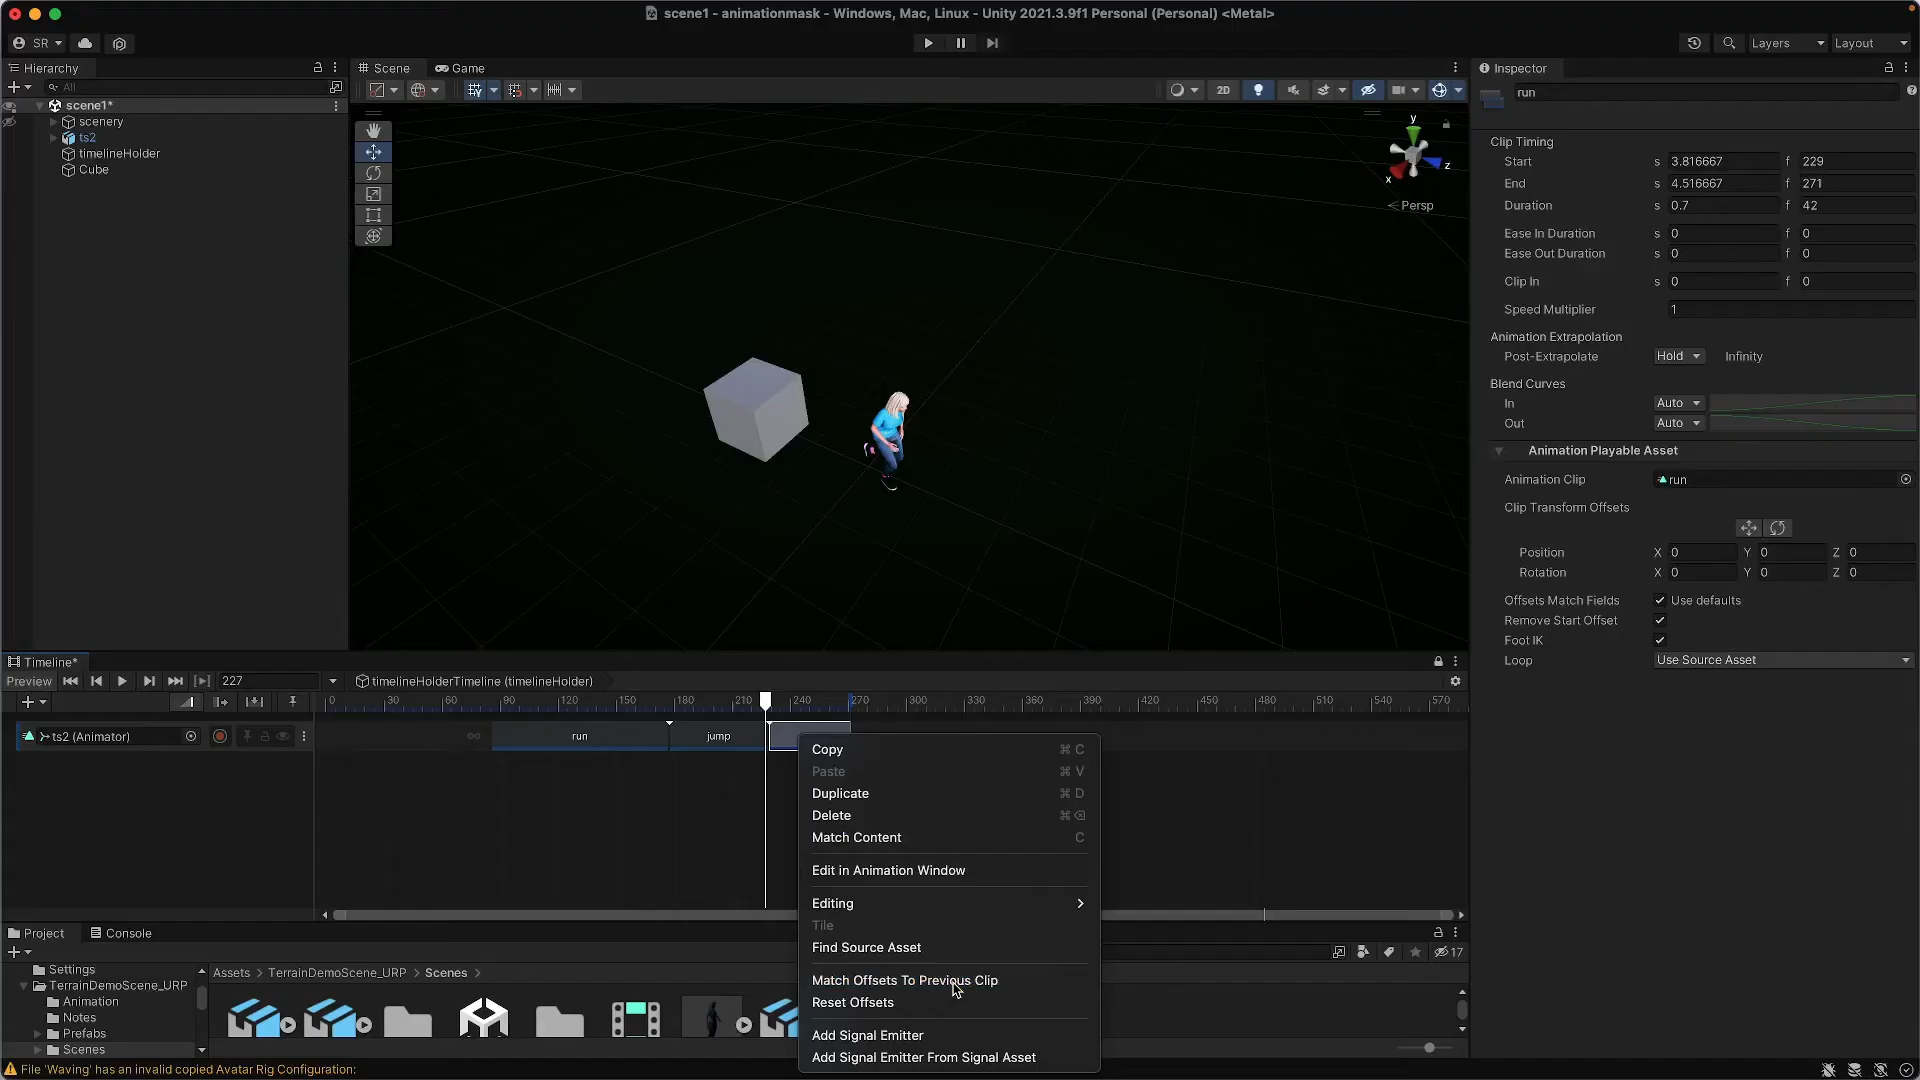 scene1 - animationmask - Windows, Mac, Linux - Unity 2021.3.9f1 Personal (Personal) <Metal>
SR
Layers
Layout
Hierarchy
All
scene1*
scenery
ts2
timelineHolder
Cube
Scene
Game
2D
y
z
x
Persp
Inspector
run
Clip Timing
Start s 3.816667 f 229
End s 4.516667 f 271
Duration s 0.7 f 42
Ease In Duration s 0 f 0
Ease Out Duration s 0 f 0
Clip In s 0 f 0
Speed Multiplier 1
Animation Extrapolation
Post-Extrapolate Hold Infinity
Blend Curves
In Auto
Out Auto
Animation Playable Asset
Animation Clip run
Clip Transform Offsets
Position X 0 Y 0 Z 0
Rotation X 0 Y 0 Z 0
Offsets Match Fields Use defaults
Remove Start Offset
Foot IK
Loop Use Source Asset
Timeline*
Preview 227 timelineHolderTimeline (timelineHolder)
0 30 60 90 120 150 180 210 240 270 300 330 360 390 420 450 480 510 540 570
ts2 (Animator)
run
jump
Copy ⌘ C
Paste ⌘ V
Duplicate ⌘ D
Delete ⌘ ⌫
Match Content C
Edit in Animation Window
Editing
Tile
Find Source Asset
Match Offsets To Previous Clip
Reset Offsets
Add Signal Emitter
Add Signal Emitter From Signal Asset
Project
Console
17
Settings
TerrainDemoScene_URP
Animation
Notes
Prefabs
Scenes
Assets > TerrainDemoScene_URP > Scenes >
File 'Waving' has an invalid copied Avatar Rig Configuration: